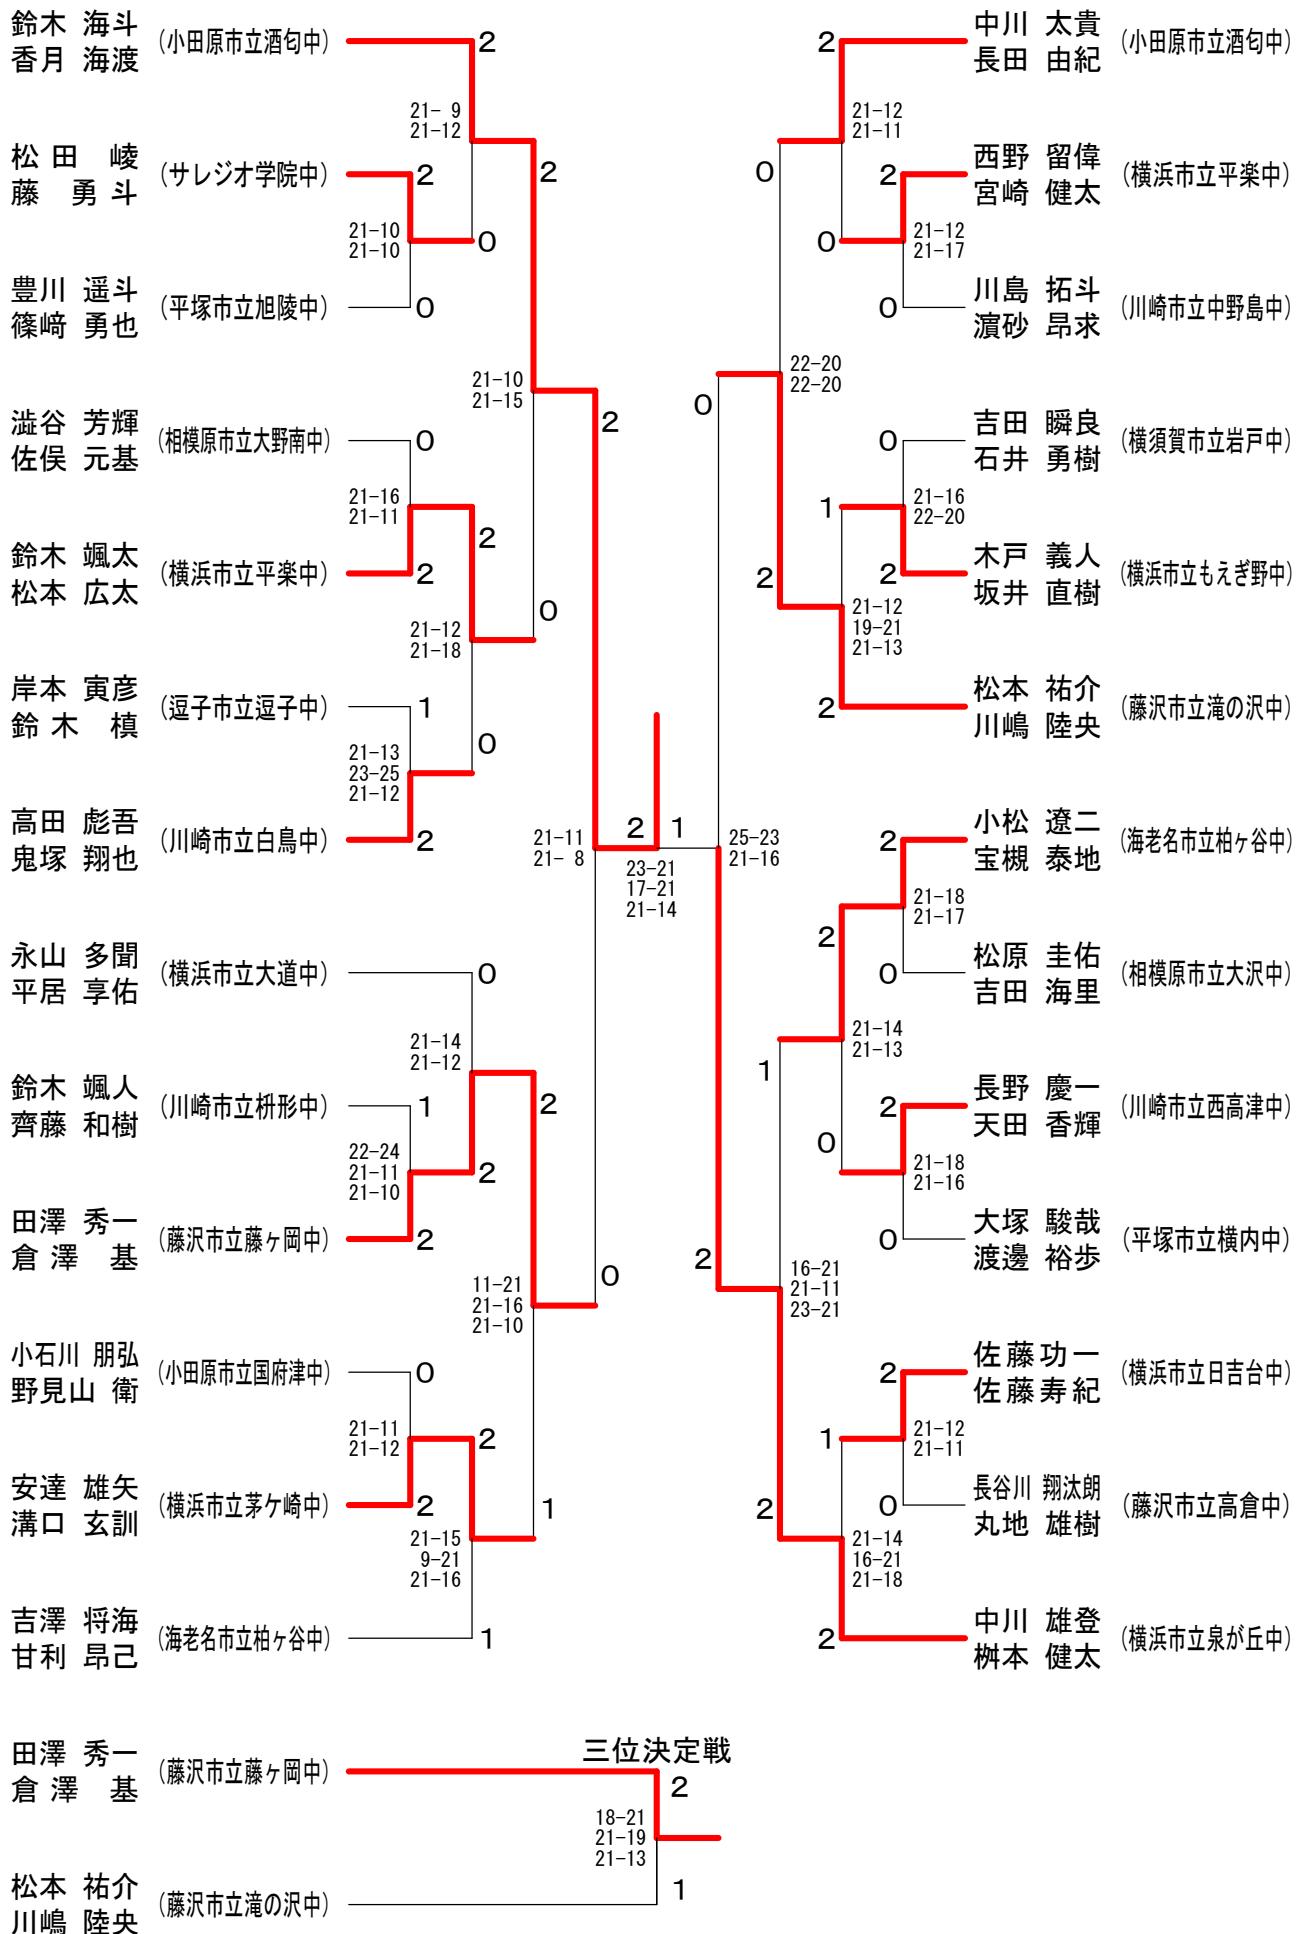 鈴木 海斗
香月 海渡
(小田原市立酒匂中)
2
21- 9
21-12
松田 崚
藤 勇斗
(サレジオ学院中)
2
2
21-10
21-10
0
豊川 遥斗
篠﨑 勇也
(平塚市立旭陵中)
0
21-10
21-15
2
澁谷 芳輝
佐俣 元基
(相模原市立大野南中)
0
21-16
21-11
2
鈴木 颯太
松本 広太
(横浜市立平楽中)
2
0
21-12
21-18
岸本 寅彦
鈴木 槙
(逗子市立逗子中)
1
0
21-13
23-25
21-12
高田 彪吾
鬼塚 翔也
(川崎市立白鳥中)
2
21-11
21- 8
2
1
23-21
17-21
21-14
永山 多聞
平居 享佑
(横浜市立大道中)
0
21-14
21-12
鈴木 颯人
齊藤 和樹
(川崎市立枡形中)
1
2
22-24
21-11
21-10
2
田澤 秀一
倉澤 基
(藤沢市立藤ヶ岡中)
2
11-21
21-16
21-10
0
小石川 朋弘
野見山 衛
(小田原市立国府津中)
0
21-11
21-12
2
安達 雄矢
溝口 玄訓
(横浜市立茅ケ崎中)
2
1
21-15
9-21
21-16
吉澤 将海
甘利 昂己
(海老名市立柏ヶ谷中)
1
中川 太貴
長田 由紀
(小田原市立酒匂中)
2
21-12
21-11
0
西野 留偉
宮崎 健太
(横浜市立平楽中)
2
0
21-12
21-17
川島 拓斗
濵砂 昂求
(川崎市立中野島中)
0
22-20
22-20
0
吉田 瞬良
石井 勇樹
(横須賀市立岩戸中)
0
1
21-16
22-20
木戸 義人
坂井 直樹
(横浜市立もえぎ野中)
2
2
21-12
19-21
21-13
松本 祐介
川嶋 陸央
(藤沢市立滝の沢中)
2
25-23
21-16
小松 遼二
宝槻 泰地
(海老名市立柏ヶ谷中)
2
21-18
21-17
2
松原 圭佑
吉田 海里
(相模原市立大沢中)
0
21-14
21-13
1
長野 慶一
天田 香輝
(川崎市立西高津中)
2
0
21-18
21-16
大塚 駿哉
渡邊 裕歩
(平塚市立横内中)
0
2
16-21
21-11
23-21
佐藤功一
佐藤寿紀
(横浜市立日吉台中)
2
1
21-12
21-11
長谷川 翔汰朗
丸地 雄樹
(藤沢市立高倉中)
0
2
21-14
16-21
21-18
中川 雄登
桝本 健太
(横浜市立泉が丘中)
2
三位決定戦
田澤 秀一
倉澤 基
(藤沢市立藤ヶ岡中)
2
18-21
21-19
21-13
松本 祐介
川嶋 陸央
(藤沢市立滝の沢中)
1